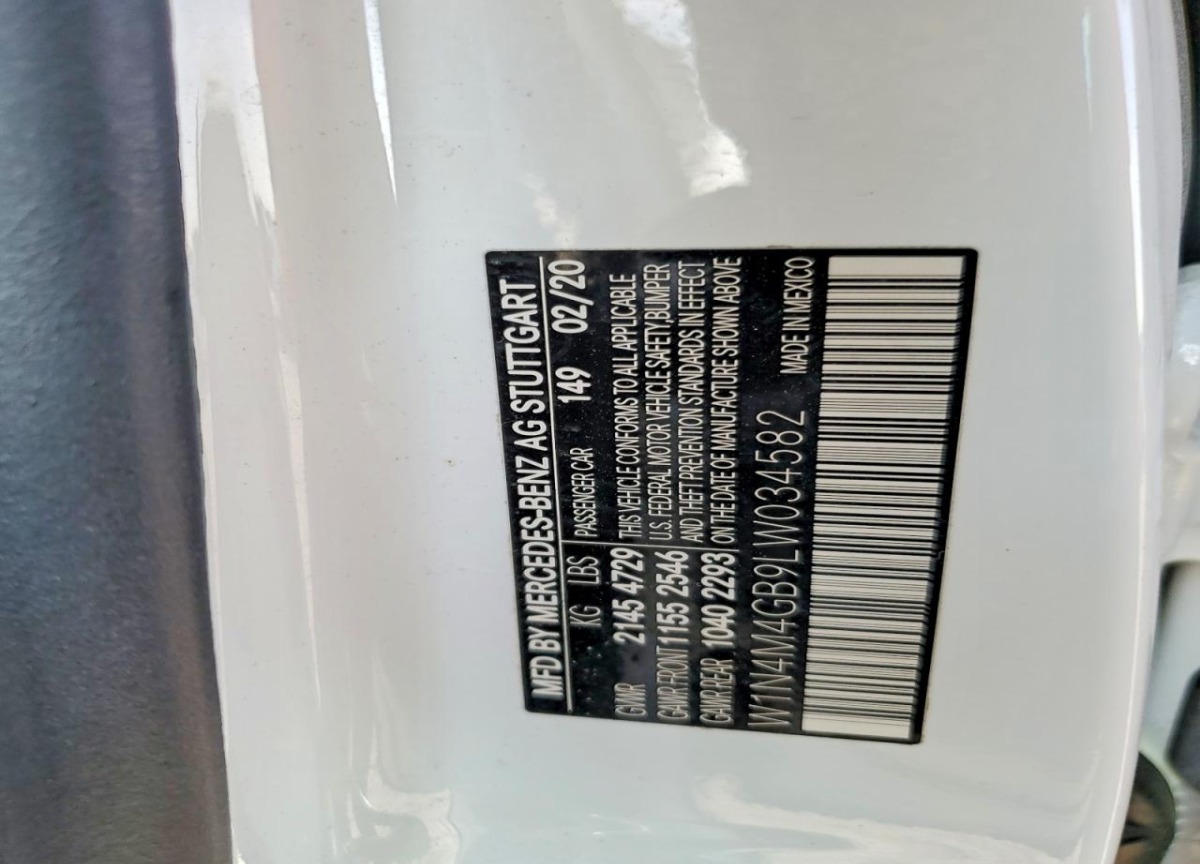 MFD BY MERCEDES-BENZ AG STUTTGART
KG LBS PASSENGER CAR 149 02/20
GVWR 2145 4729 THIS VEHICLE CONFORMS TO ALL APPLICABLE
GAWR FRONT 1155 2546 U.S. FEDERAL MOTOR VEHICLE SAFETY, BUMPER
GAWR REAR 1040 2293 AND THEFT PREVENTION STANDARDS IN EFFECT
ON THE DATE OF MANUFACTURE SHOWN ABOVE
W1N4M4GB9LW034582 MADE IN MEXICO